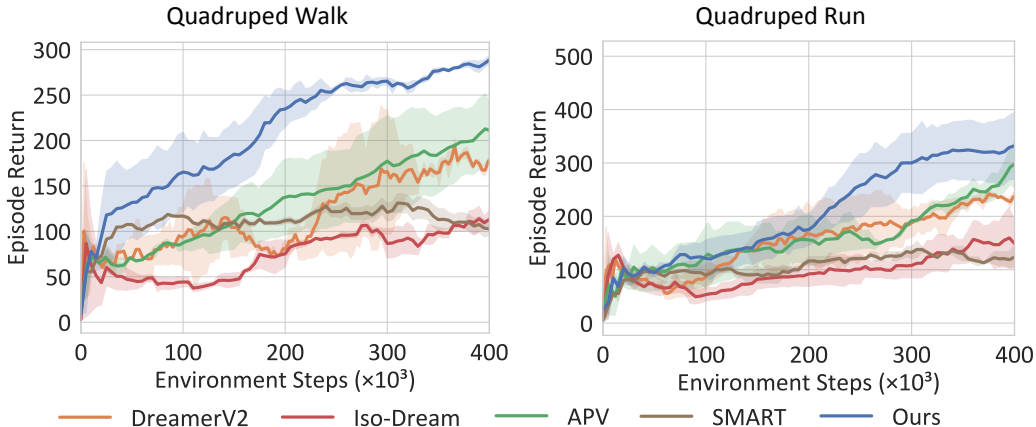 Quadruped Walk
Episode Return
300
250
200
150
100
50
0
0 100 200 300 400
Environment Steps (×10³)
Quadruped Run
Episode Return
500
400
300
200
100
0
0 100 200 300 400
Environment Steps (×10³)
DreamerV2 Iso-Dream APV SMART Ours